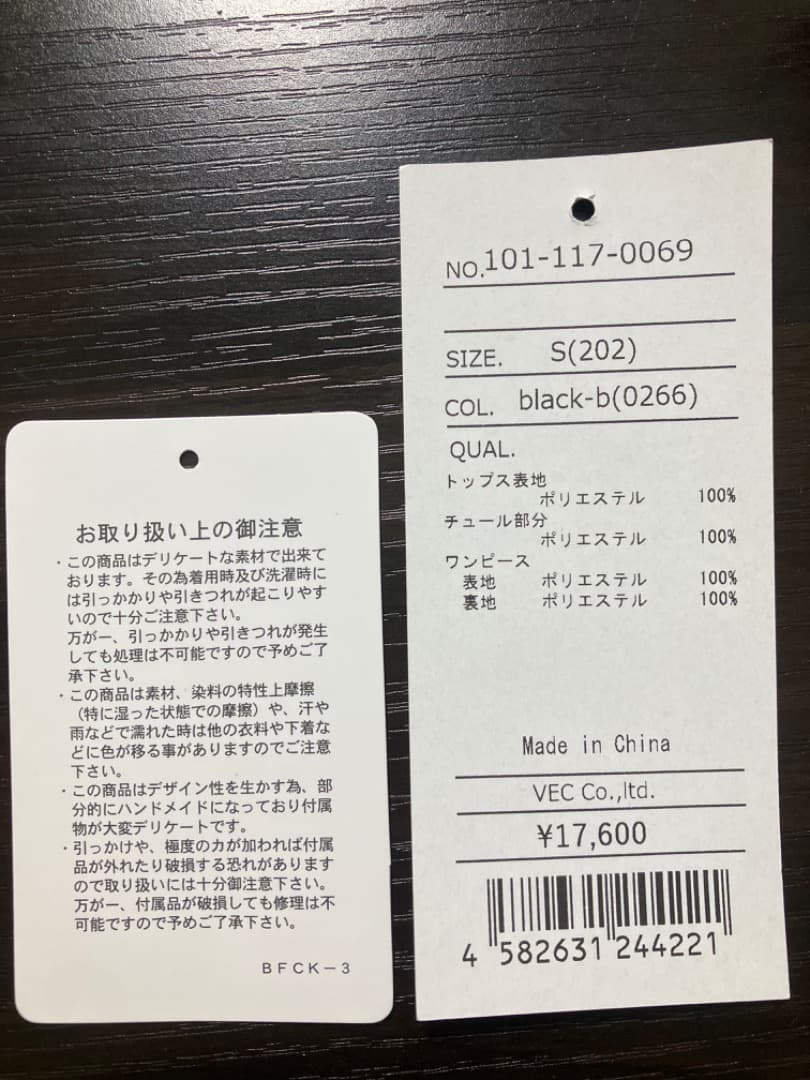 お取り扱い上の御注意
・この商品はデリケートな素材で出来て
おります。その為着用時及び洗濯時に
は引っかかりや引きつれが起こりやす
いので十分ご注意下さい。
万が一、引っかかりや引きつれが発生
しても処理は不可能ですので予めご了
承下さい。
・この商品は素材、染料の特性上摩擦
（特に湿った状態での摩擦）や、汗や
雨などで濡れた時は他の衣料や下着な
どに色が移る事がありますのでご注意
下さい。
・この商品はデザイン性を生かす為、部
分的にハンドメイドになっており付属
物が大変デリケートです。
・引っかけや、極度の力が加われば付属
品が外れたり破損する恐れがあります
ので取り扱いには十分御注意下さい。
万が一、付属品が破損しても修理は不
可能ですので予めご了承下さい。
BFCK－3
NO.101-117-0069
SIZE. S(202)
COL. black-b(0266)
QUAL.
トップス表地
ポリエステル 100%
チュール部分
ポリエステル 100%
ワンピース
表地 ポリエステル 100%
裏地 ポリエステル 100%
Made in China
VEC Co.,ltd.
¥17,600
4 582631 244221